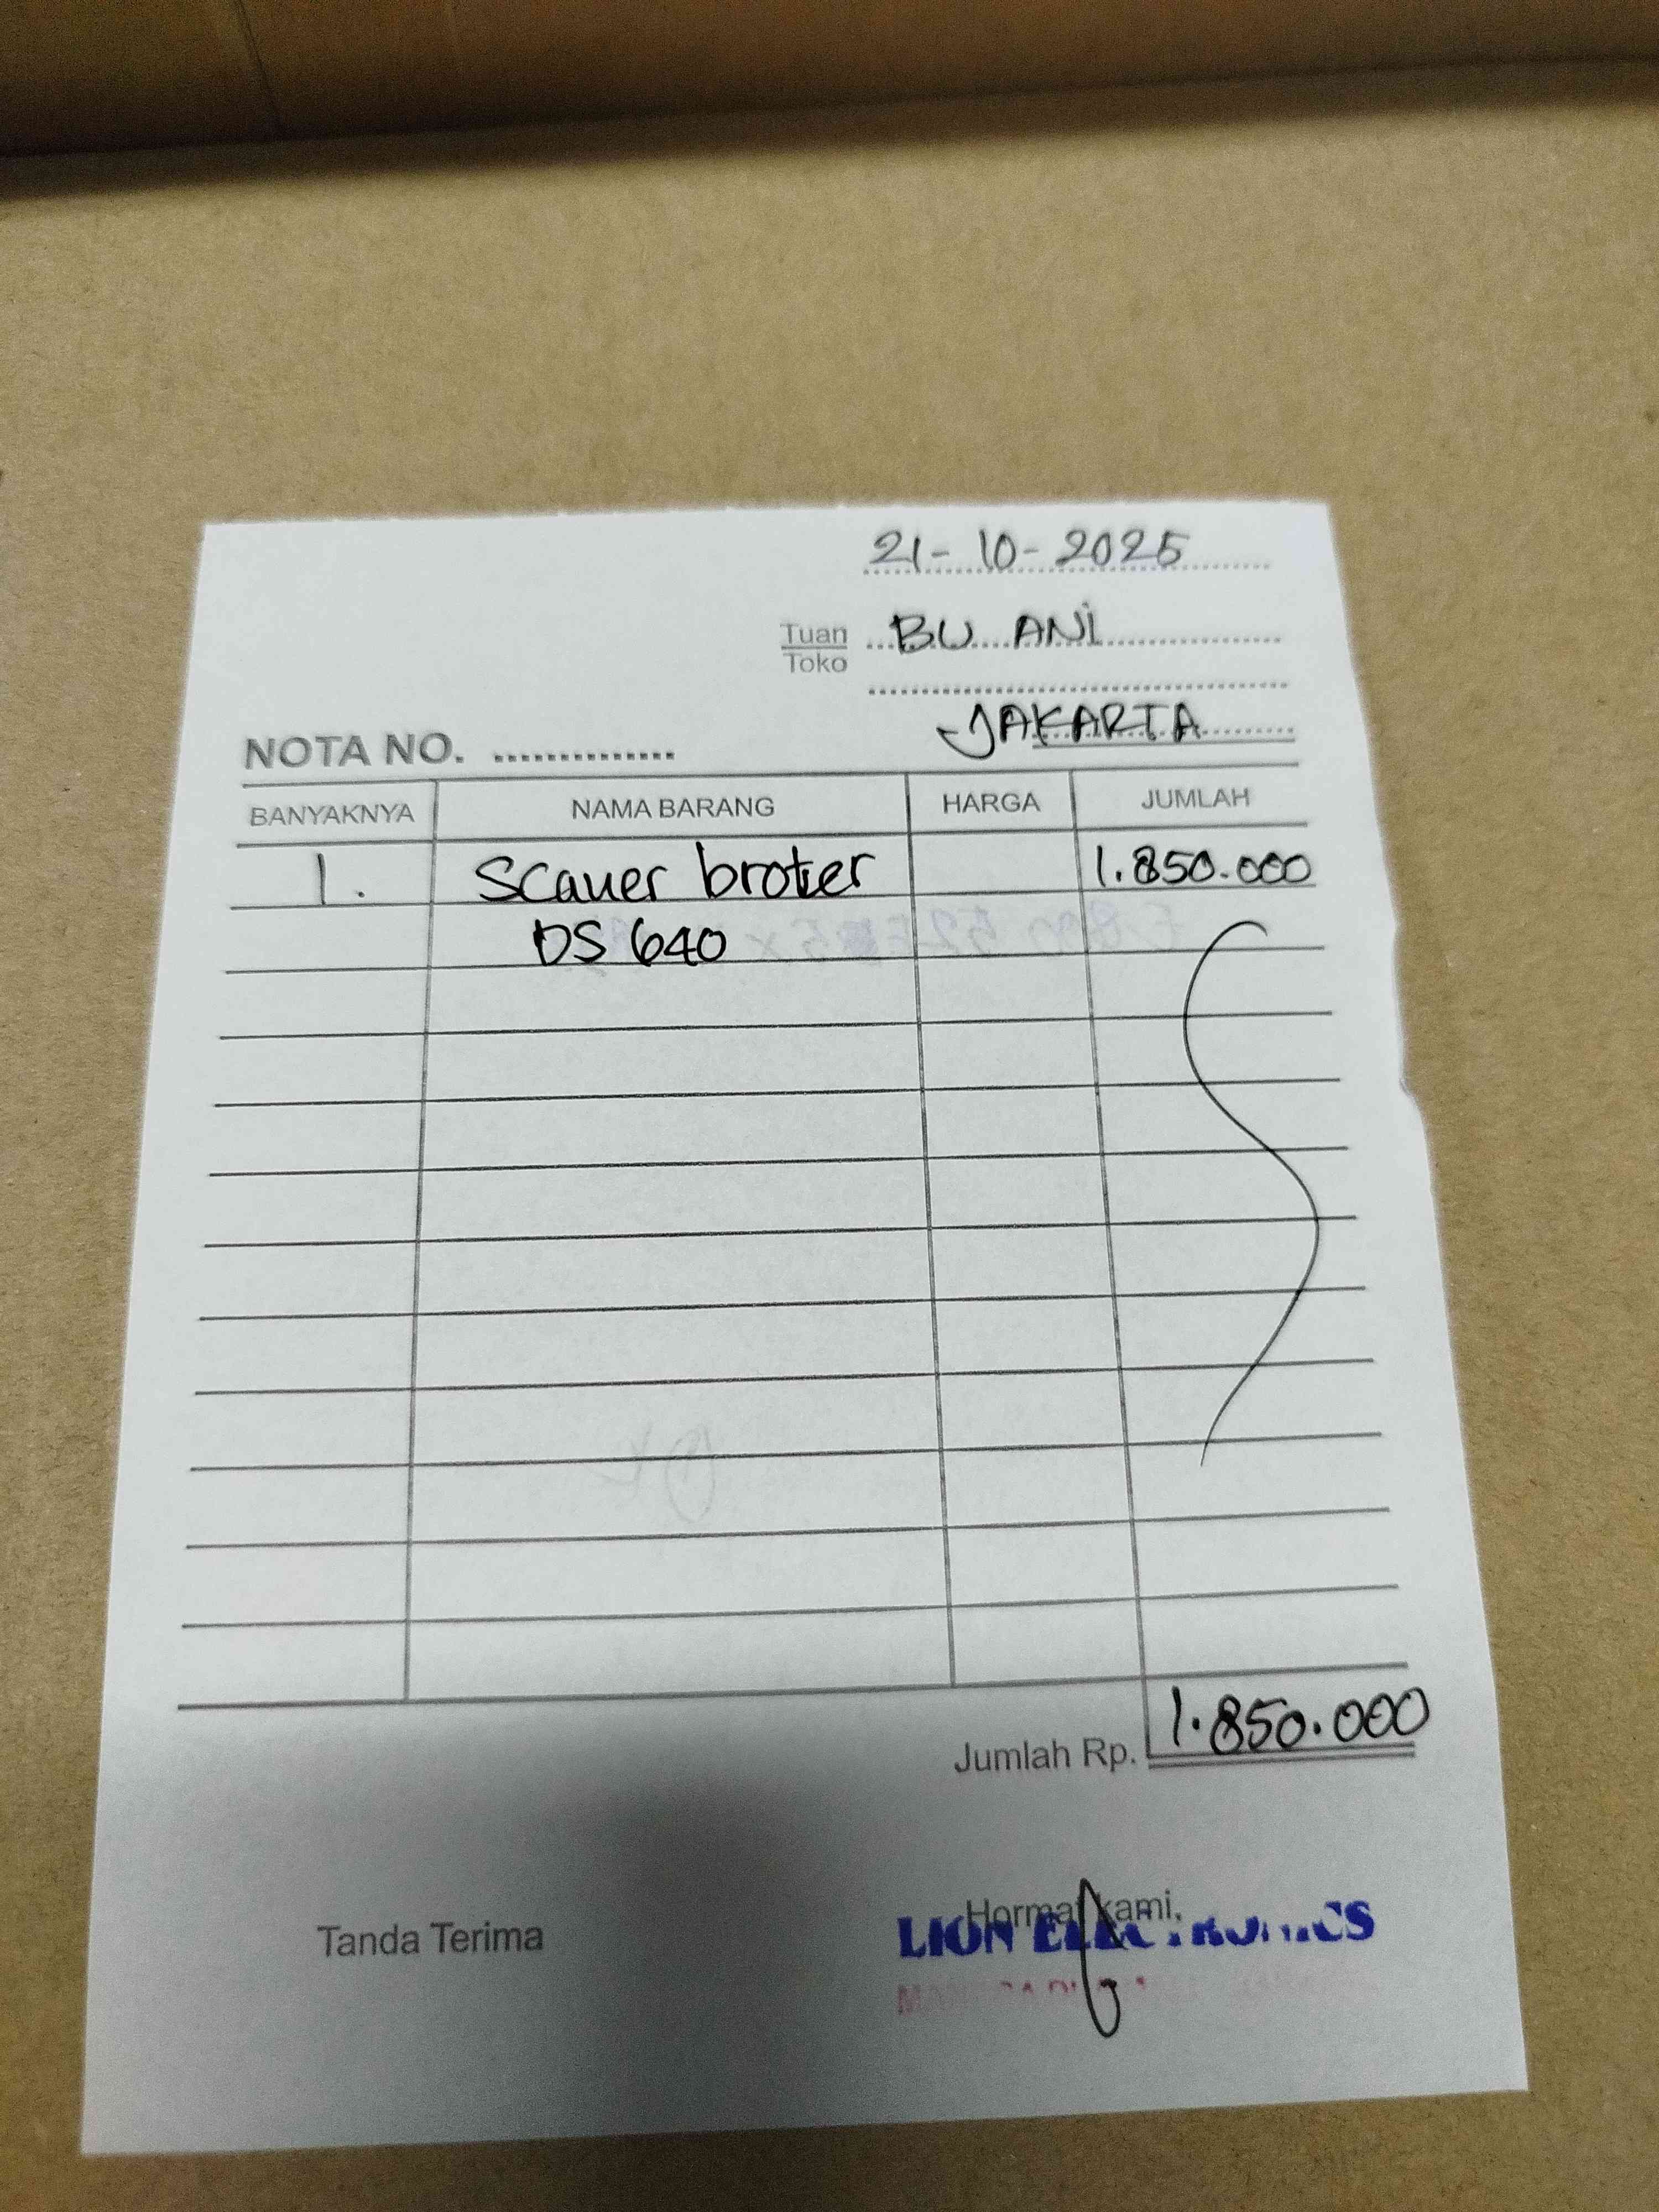 21-10-2025
Tuan BU ANI
Toko
JAKARTA
NOTA NO. ..............
BANYAKNYA NAMA BARANG HARGA JUMLAH
1. Scaner broter 1.850.000
DS 640
Jumlah Rp. 1.850.000
Tanda Terima Hormat kami,
LION ELECTRONICS